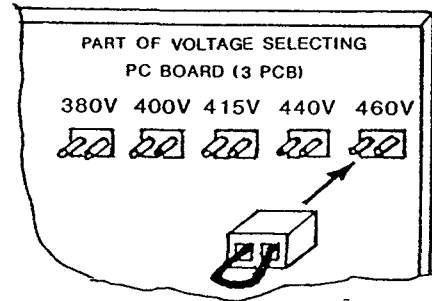 PART OF VOLTAGE SELECTING
PC BOARD (3 PCB)
380V 400V 415V 440V 460V